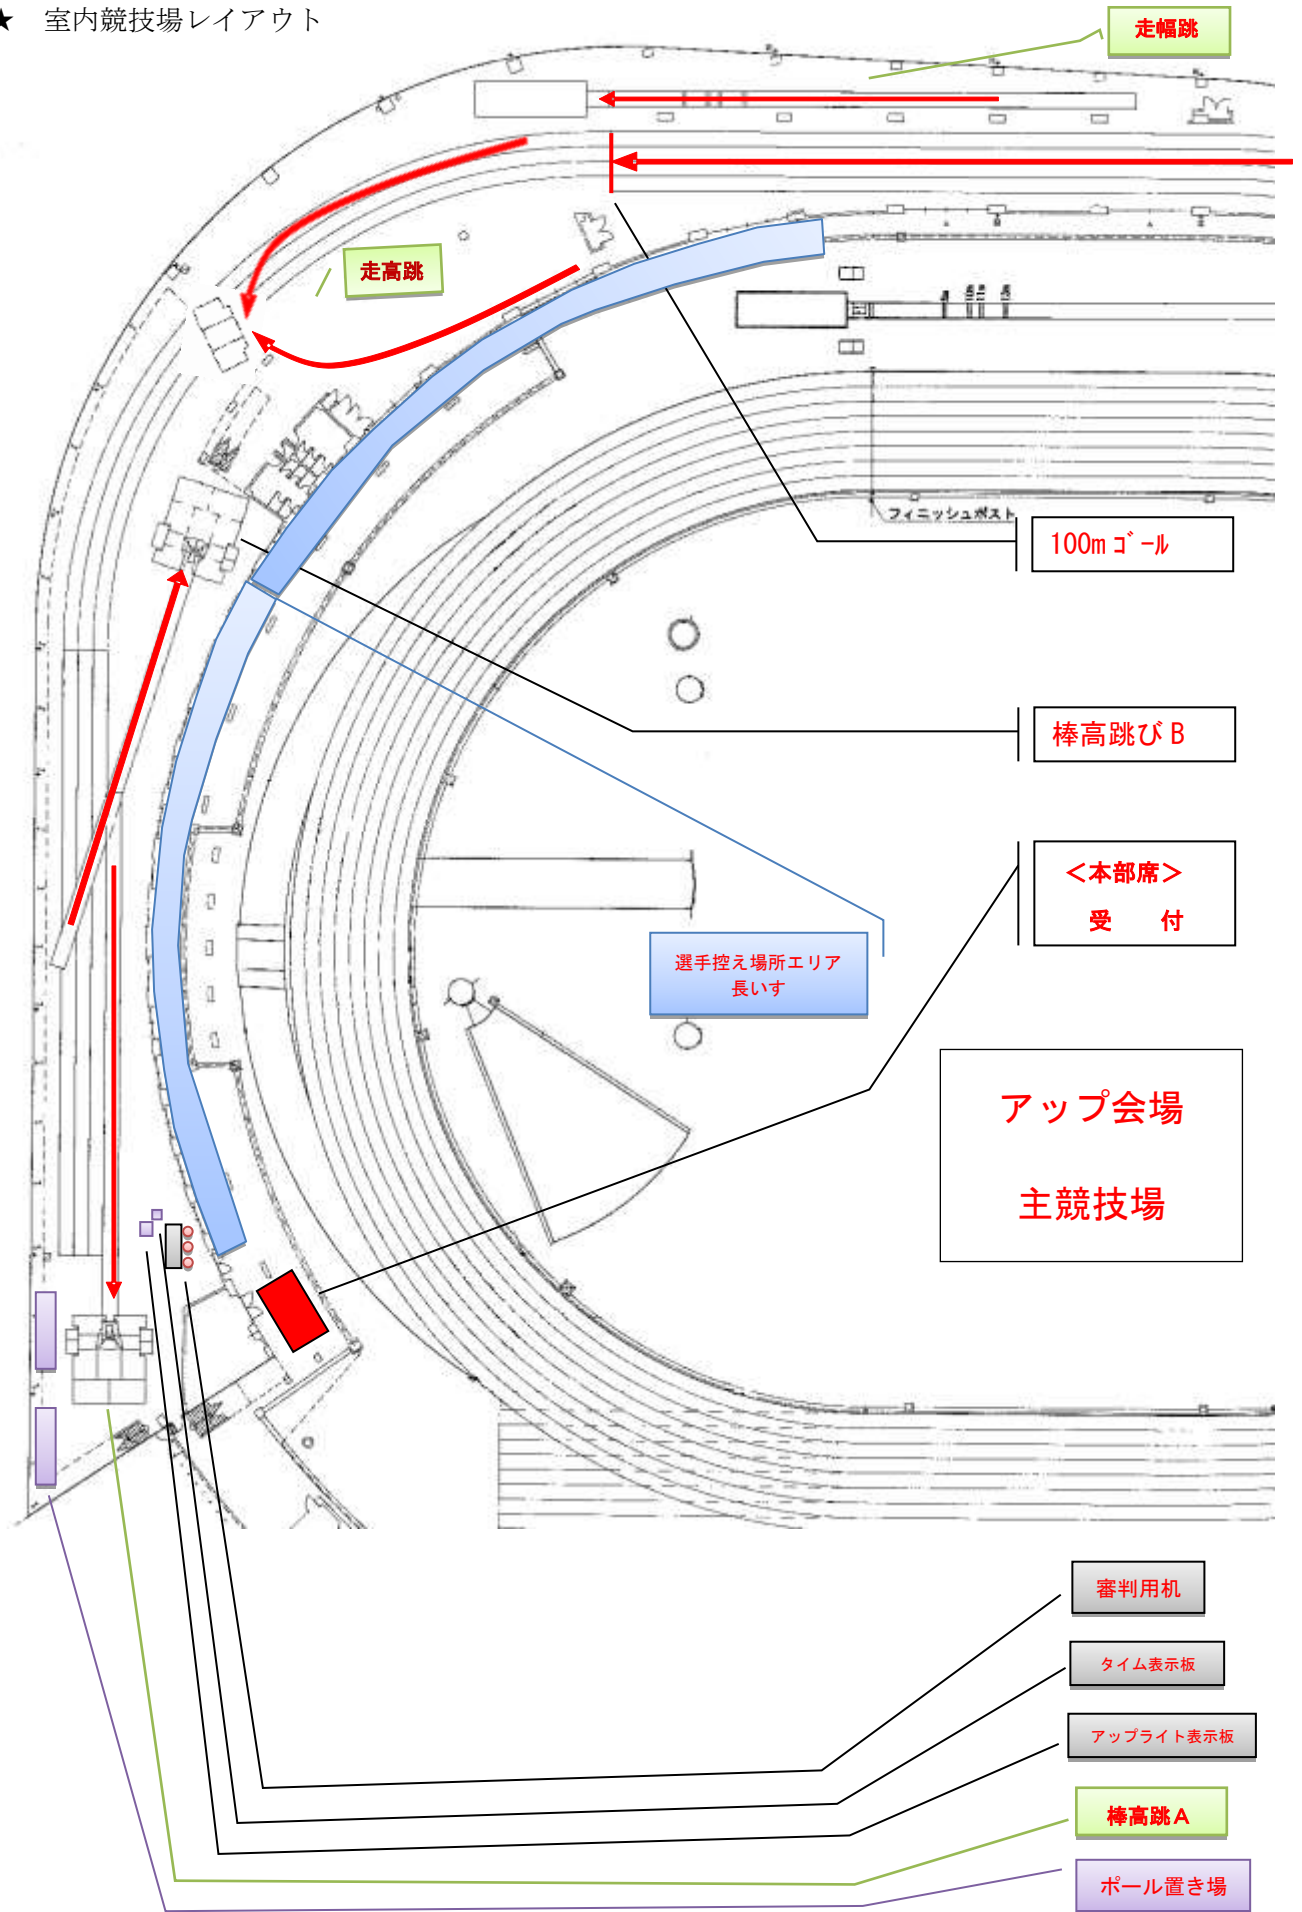 ★　室内競技場レイアウト
走幅跳
走高跳
フィニッシュポスト
100mｺﾞｰﾙ
棒高跳びB
＜本部席＞
受　付
選手控え場所エリア
長いす
アップ会場
主競技場
審判用机
タイム表示板
アップライト表示板
棒高跳A
ポール置き場